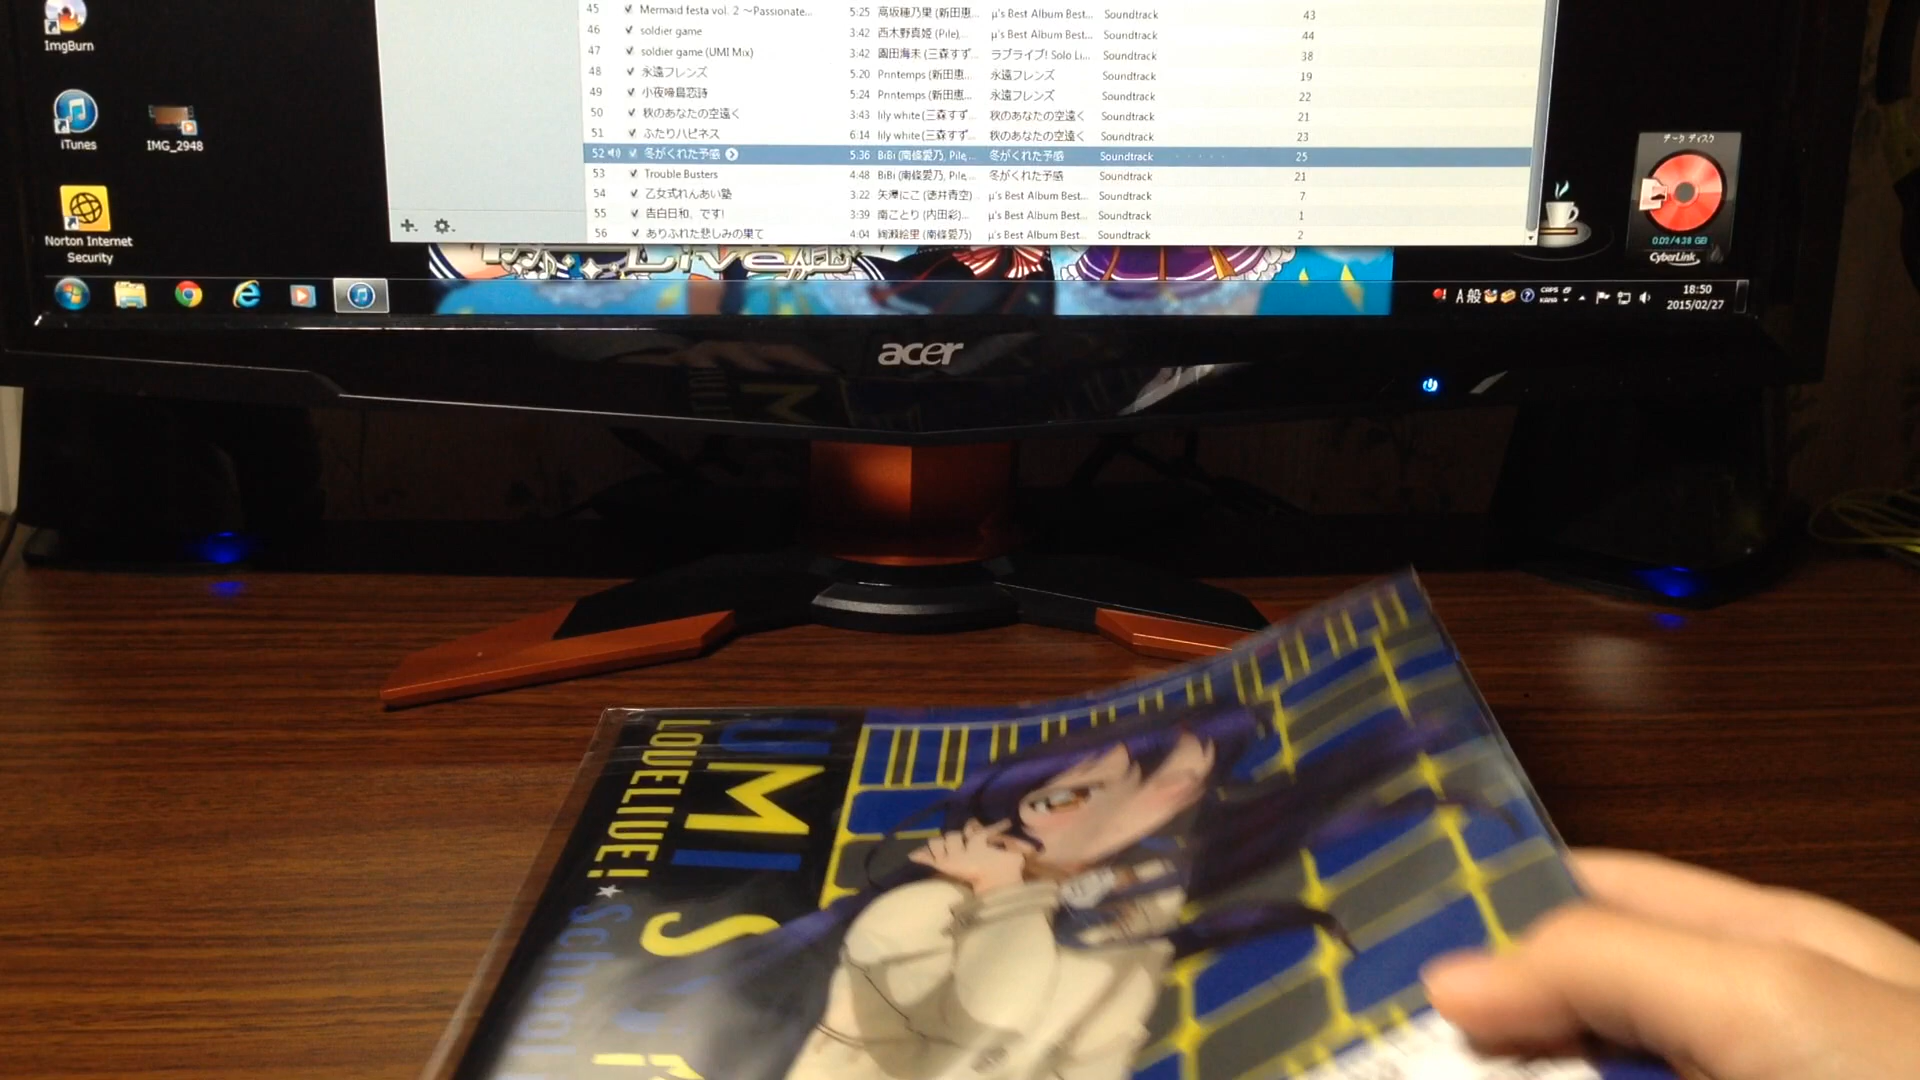 45 Mermaid festa vol. 2 ～Passionate... 5:25 高坂穂乃果 (新田恵... μ's Best Album Best... Soundtrack 43
46 soldier game 3:42 西木野真姫 (Pile),... μ's Best Album Best... Soundtrack 44
47 soldier game (UMI Mix) 3:42 園田海未 (三森すず... ラブライブ! Solo Li... Soundtrack 38
48 永遠フレンズ 5:20 Printemps (新田恵... 永遠フレンズ Soundtrack 19
49 小夜啼鳥恋詩 5:24 Printemps (新田恵... 永遠フレンズ Soundtrack 22
50 秋のあなたの空遠く 3:43 lily white (三森すず... 秋のあなたの空遠く Soundtrack 21
51 ふたりハピネス 6:14 lily white (三森すず... 秋のあなたの空遠く Soundtrack 23
52 冬がくれた予感 5:36 BiBi (南條愛乃, Pile,... 冬がくれた予感 Soundtrack 25
53 Trouble Busters 4:48 BiBi (南條愛乃, Pile,... 冬がくれた予感 Soundtrack 21
54 乙女式れんあい塾 3:22 矢澤にこ (徳井青空) μ's Best Album Best... Soundtrack 7
55 告白日和、です! 3:39 南ことり (内田彩)... μ's Best Album Best... Soundtrack 1
56 ありふれた悲しみの果て 4:04 絢瀬絵里 (南條愛乃) μ's Best Album Best... Soundtrack 2
ImgBurn
iTunes
IMG_2948
Norton Internet
Security
データ ディスク
0.02/4.38 GB
CyberLink
Live
A 般
CAPS
KANA
18:50
2015/02/27
acer
UMI
LOVELIVE!
School